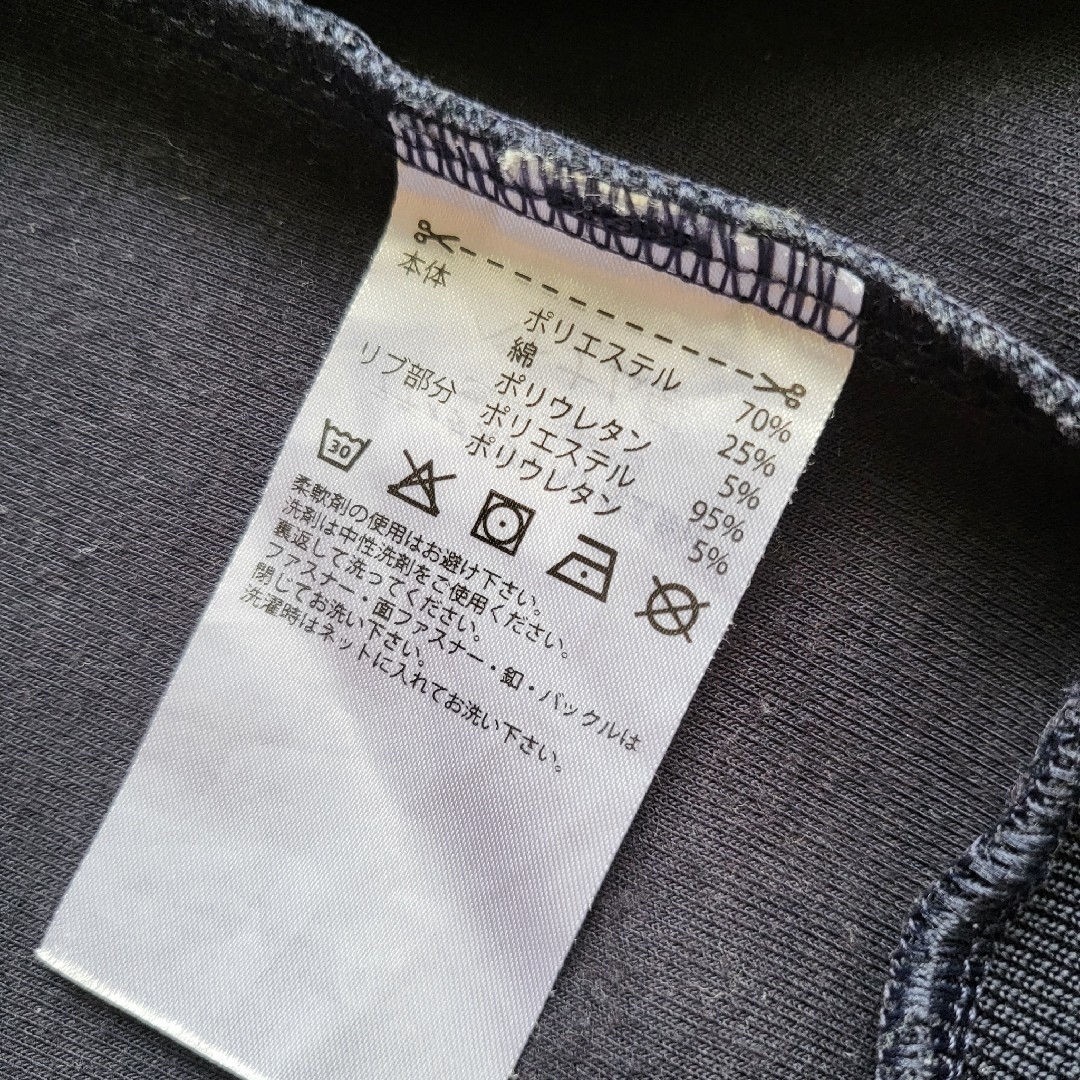 本体 ポリエステル 70%
綿 25%
ポリウレタン 5%
リブ部分 ポリエステル 95%
ポリウレタン 5%
30
柔軟剤の使用はお避け下さい。
洗剤は中性洗剤をご使用ください。
裏返して洗ってください。
ファスナー・面ファスナー・釦・バックルは
閉じてお洗い下さい。
洗濯時はネットに入れてお洗い下さい。